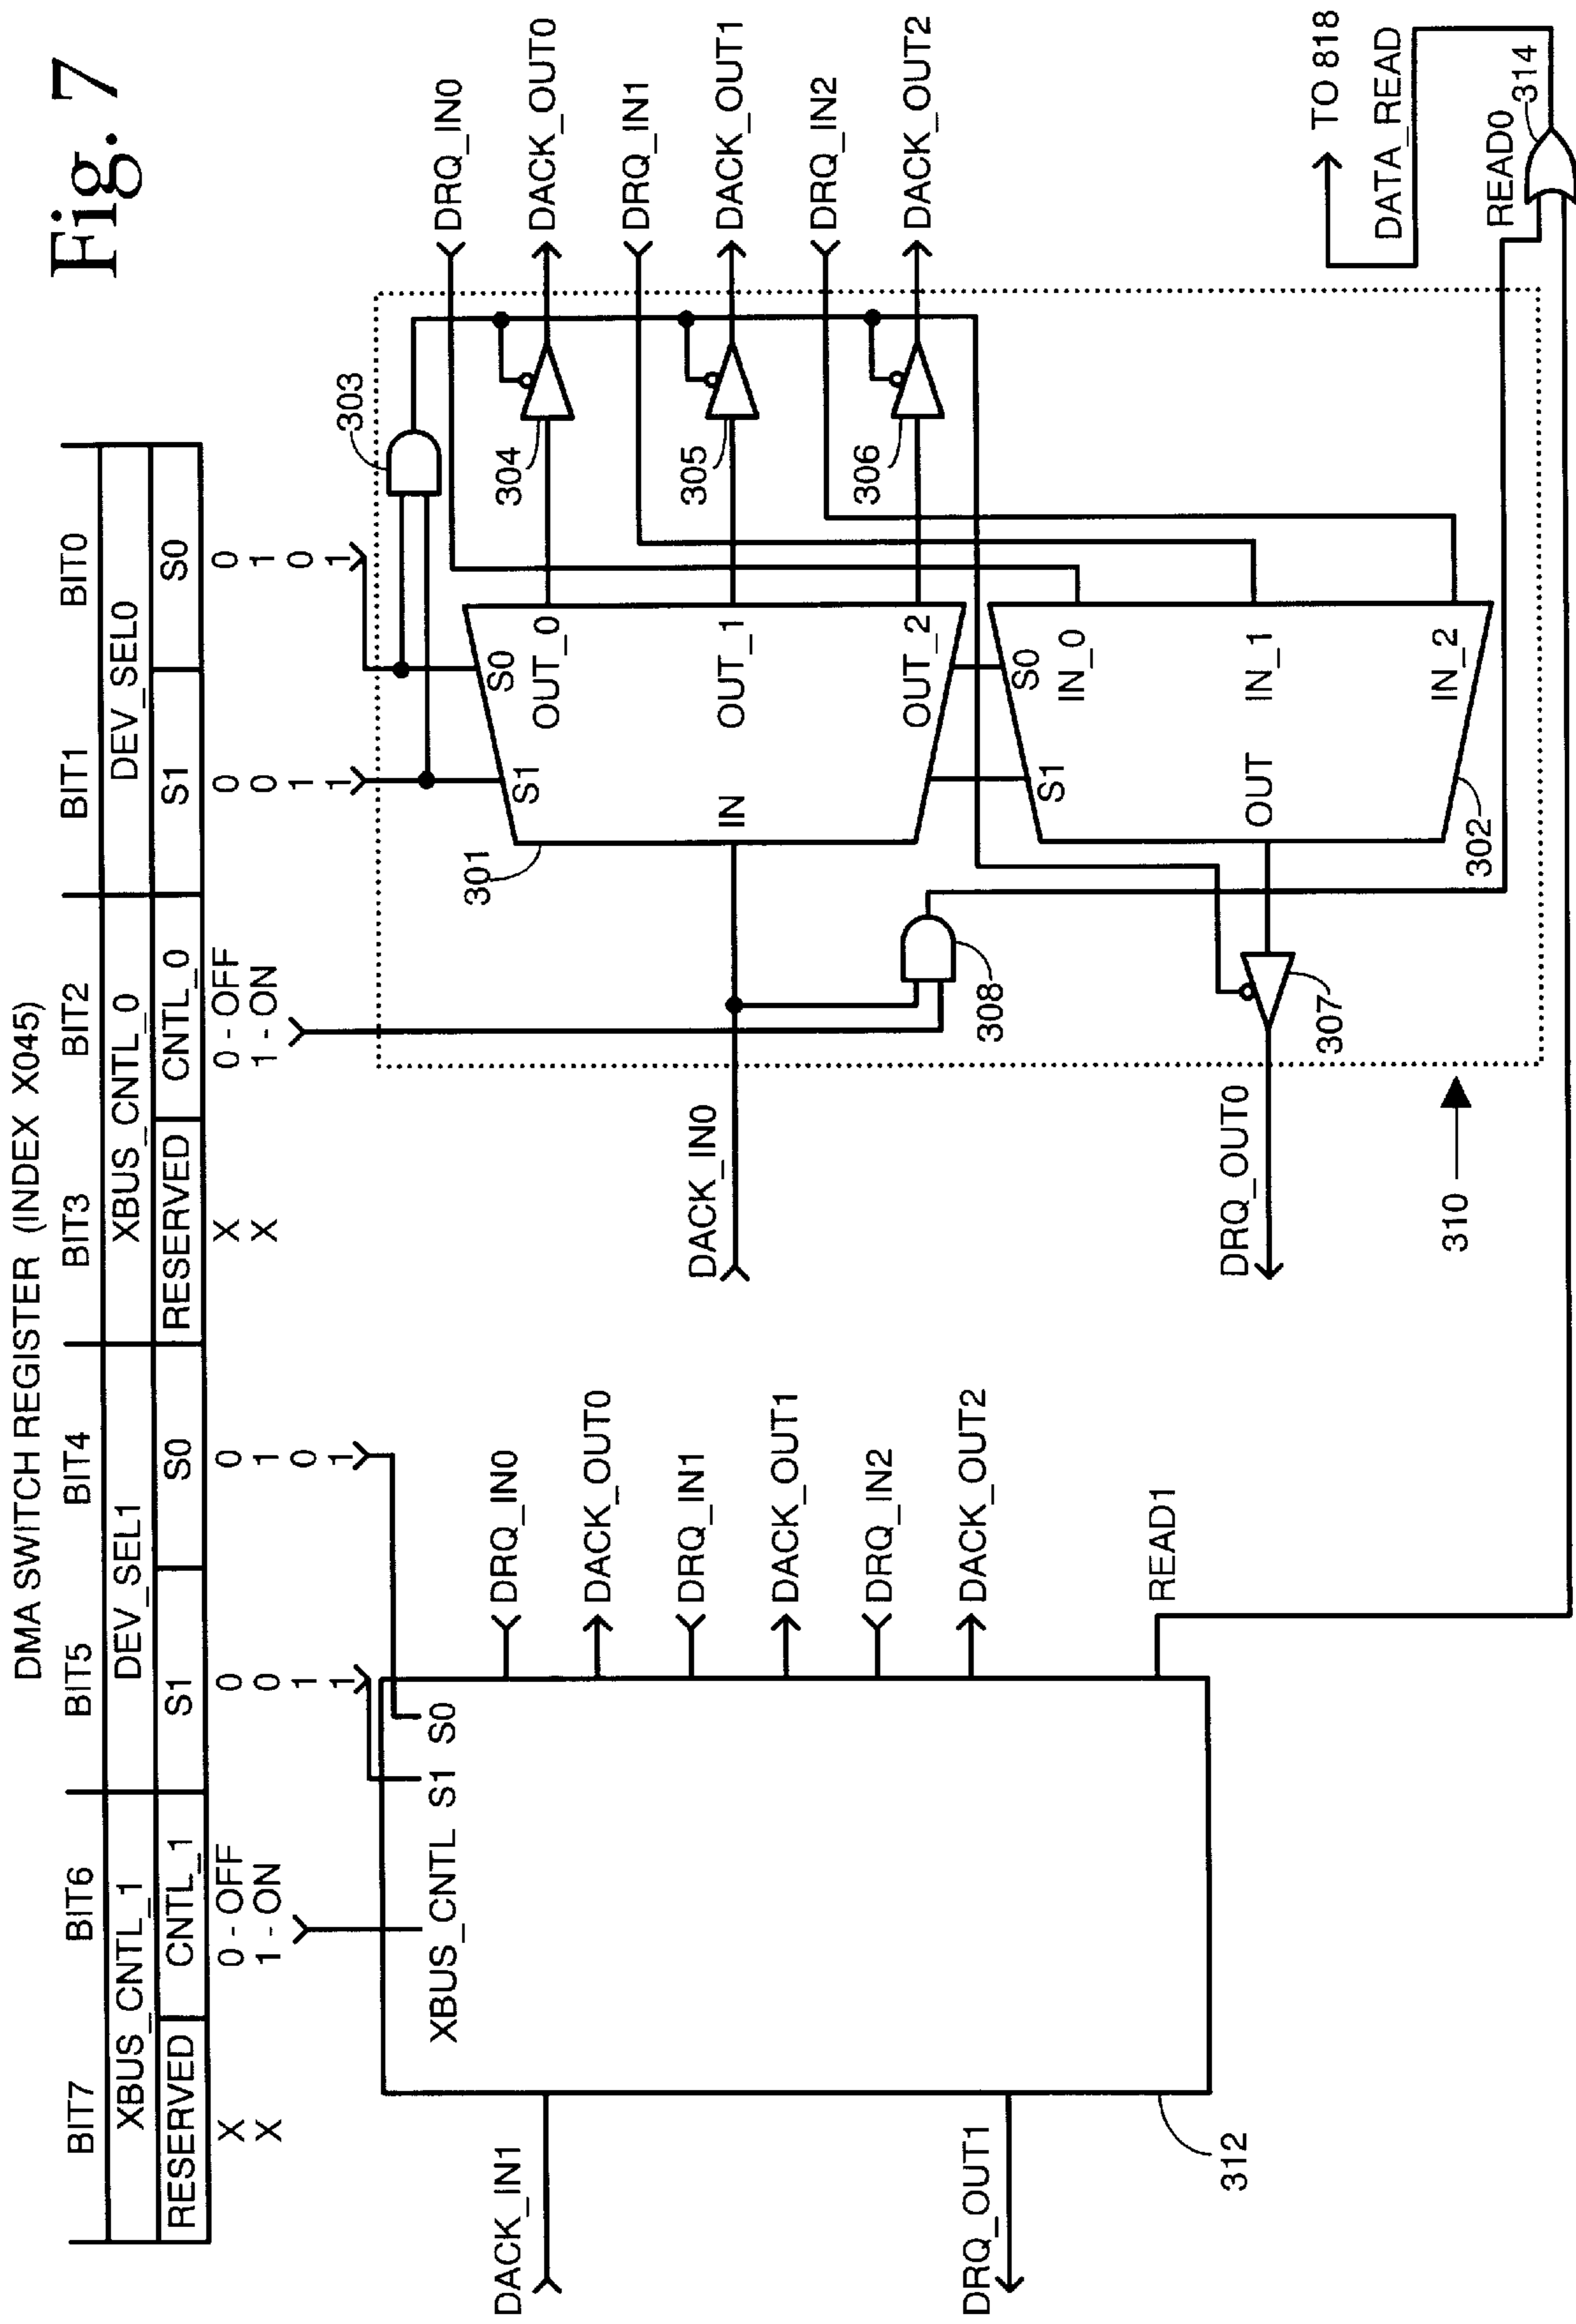 Fig. 7
DMA SWITCH REGISTER (INDEX X045)
BIT7 BIT6 BIT5 BIT4 BIT3 BIT2 BIT1 BIT0
XBUS_CNTL_1 DEV_SEL1 XBUS_CNTL_0 DEV_SEL0
RESERVED CNTL_1 S1 S0 RESERVED CNTL_0 S1 S0
X 0 - OFF 0 0 X 0 - OFF 0 0
X 1 - ON 0 1 X 1 - ON 0 1
1 0 1 0
1 1 1 1
XBUS_CNTL S1 S0
DACK_IN1
DRQ_OUT1
312
DRQ_IN0
DACK_OUT0
DRQ_IN1
DACK_OUT1
DRQ_IN2
DACK_OUT2
READ1
DACK_IN0
DRQ_OUT0
310
303
301
S1 S0
OUT_0
IN OUT_1
OUT_2
304
305
306
308
S1 S0
IN_0
OUT IN_1
IN_2
302
307
DRQ_IN0
DACK_OUT0
DRQ_IN1
DACK_OUT1
DRQ_IN2
DACK_OUT2
TO 818
DATA_READ
READ0
314